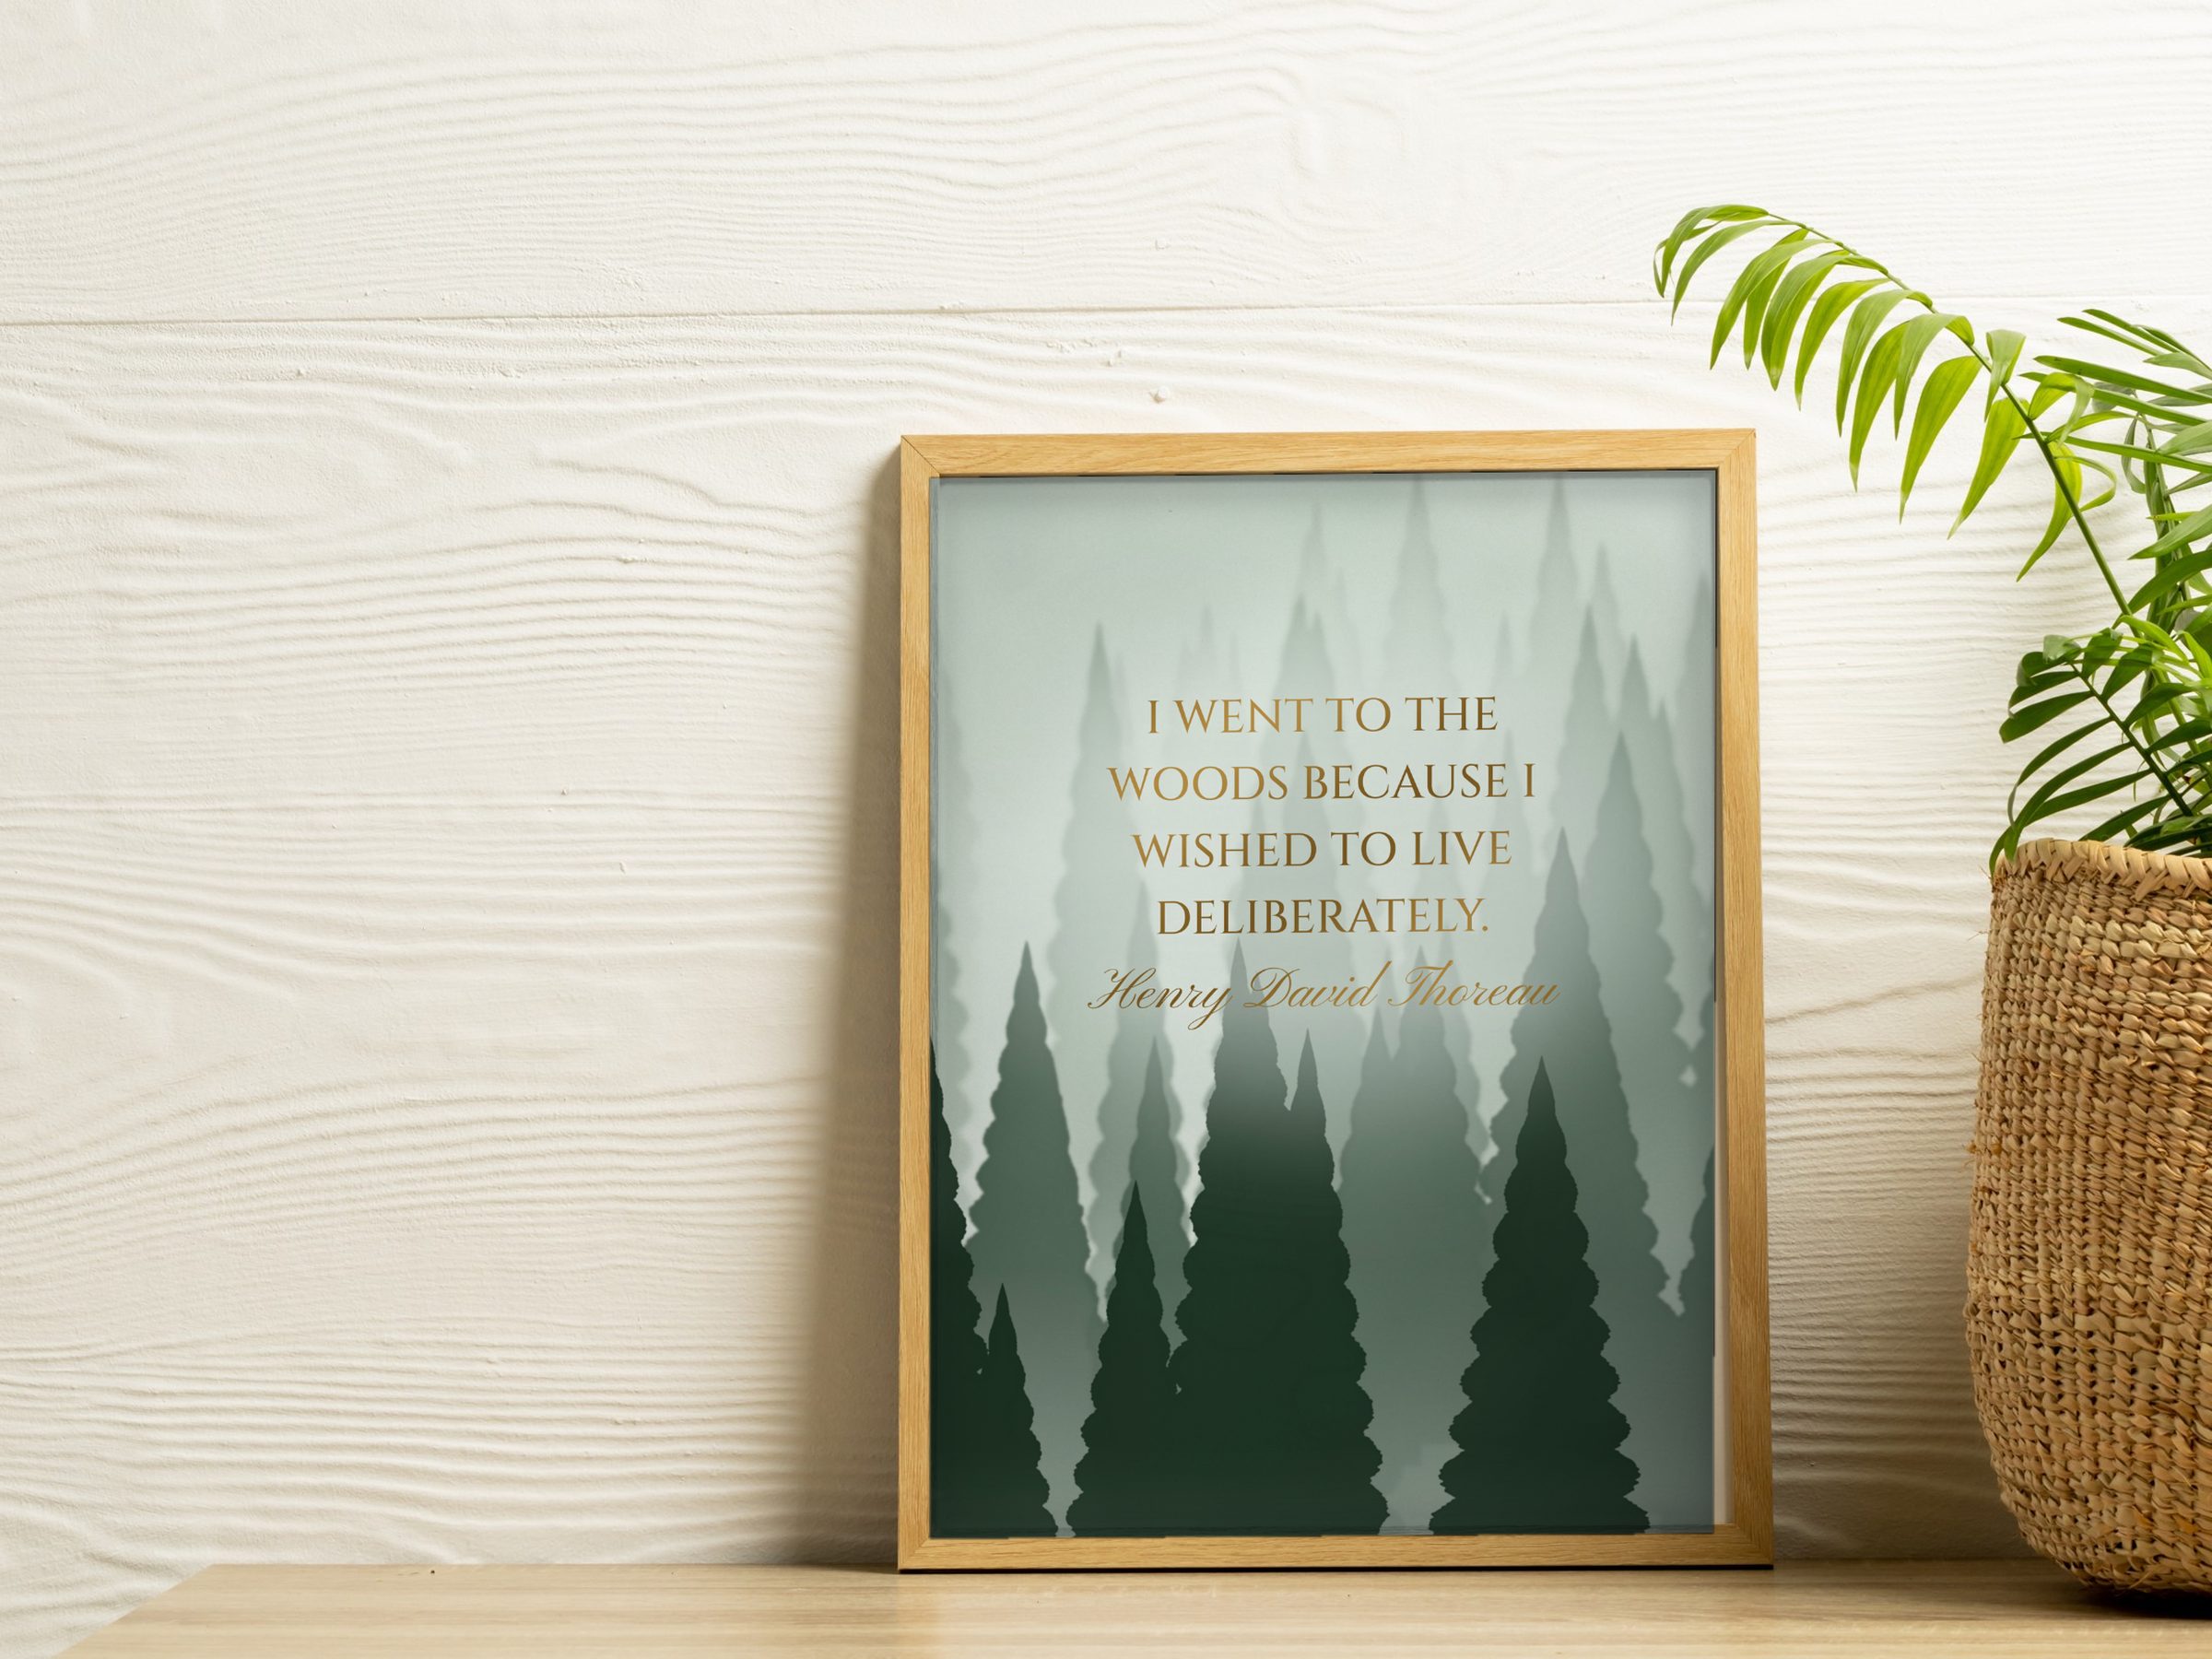 I WENT TO THE
WOODS BECAUSE I
WISHED TO LIVE
DELIBERATELY.
Henry David Thoreau